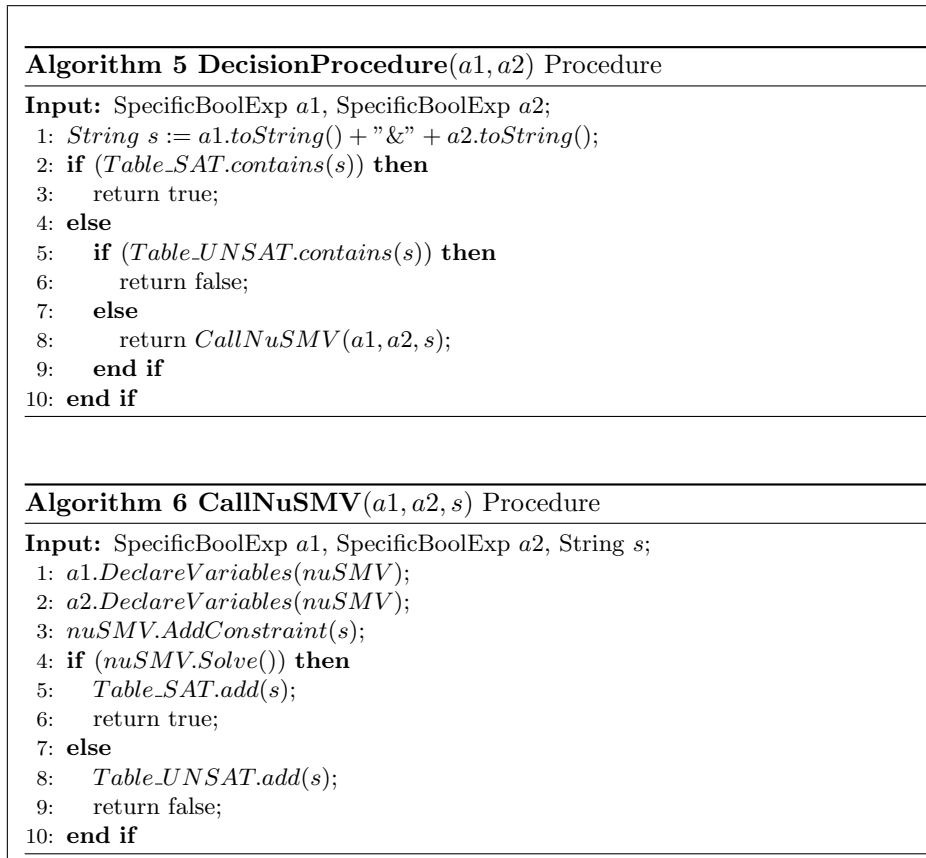 Algorithm 5 DecisionProcedure(a1, a2) Procedure
Input: SpecificBoolExp a1, SpecificBoolExp a2;
1: String s := a1.toString() + ”&” + a2.toString();
2: if (Table_SAT.contains(s)) then
3: return true;
4: else
5: if (Table_UNSAT.contains(s)) then
6: return false;
7: else
8: return CallNuSMV(a1, a2, s);
9: end if
10: end if
Algorithm 6 CallNuSMV(a1, a2, s) Procedure
Input: SpecificBoolExp a1, SpecificBoolExp a2, String s;
1: a1.DeclareVariables(nuSMV);
2: a2.DeclareVariables(nuSMV);
3: nuSMV.AddConstraint(s);
4: if (nuSMV.Solve()) then
5: Table_SAT.add(s);
6: return true;
7: else
8: Table_UNSAT.add(s);
9: return false;
10: end if